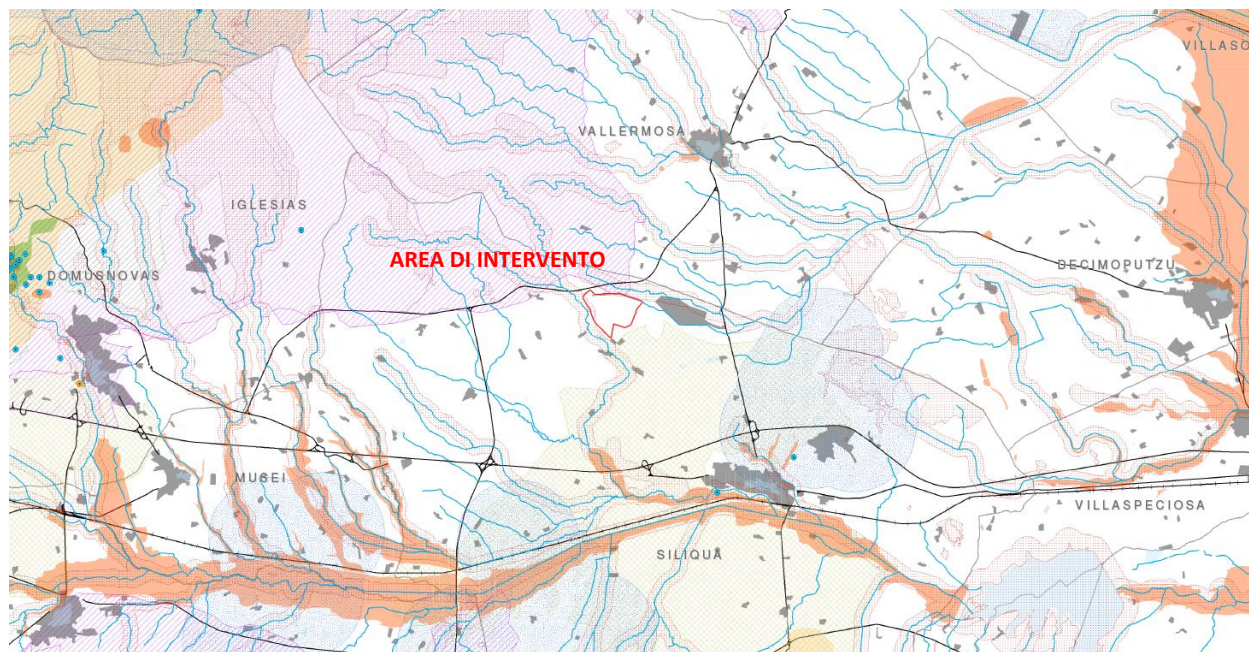 VILLASO
VALLERMOSA
IGLESIAS
AREA DI INTERVENTO
DOMUSNOVAS
DECIMOPUTZU
MUSEI
VILLASPECIOSA
SILIQUA
L